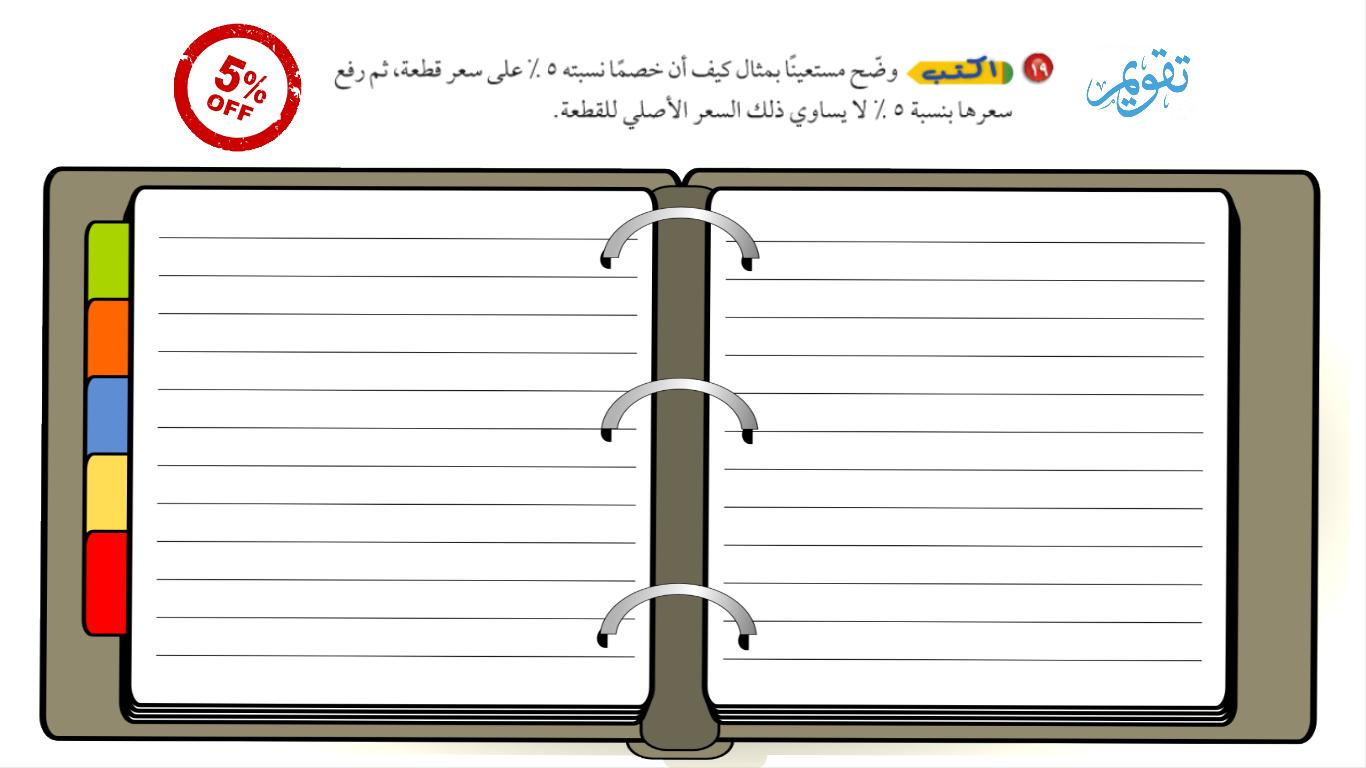 تقويم
١٩ اكتب وضّح مستعينًا بمثال كيف أن خصمًا نسبته ٥ ٪ على سعر قطعة، ثم رفع
سعرها بنسبة ٥ ٪ لا يساوي ذلك السعر الأصلي للقطعة.
5%
OFF